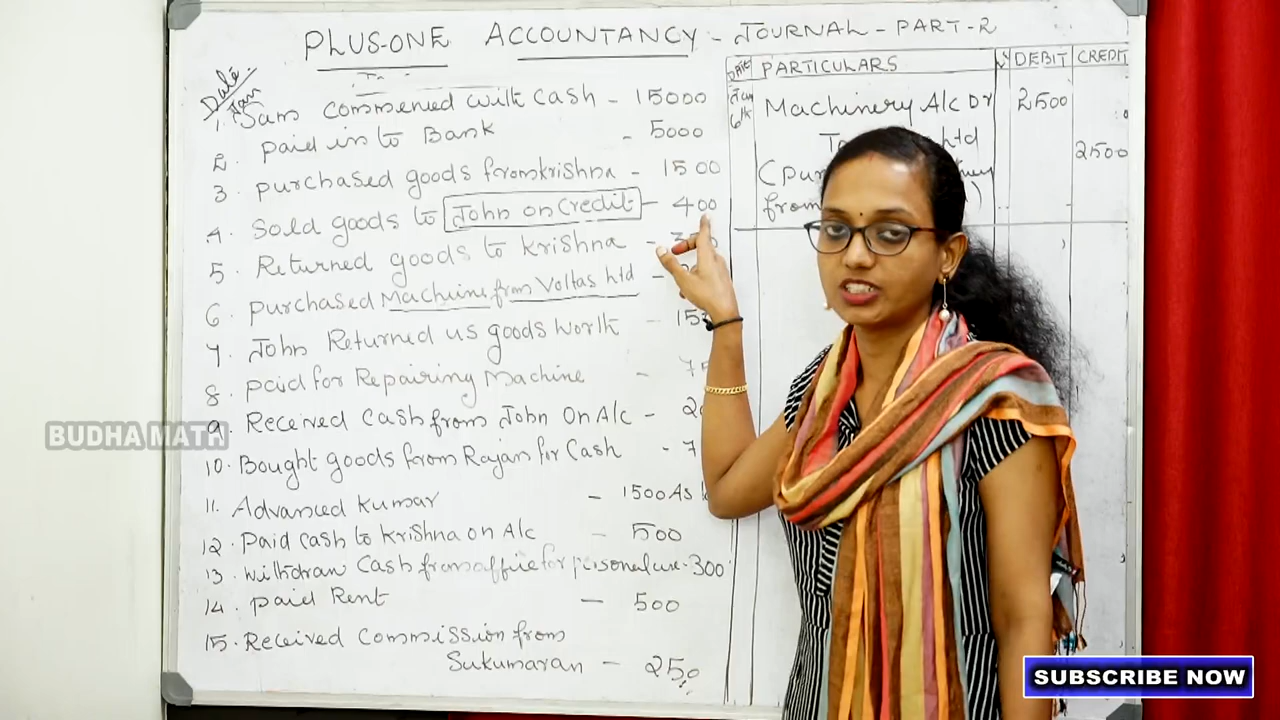 PLUS-ONE ACCOUNTANCY - JOURNAL - PART-2
Date
Jan
1. Sam commenced with cash - 15000
2. paid in to Bank - 5000
3. purchased goods from krishna - 1500
4. Sold goods to John on Credit - 400
5. Returned goods to krishna -
6. purchased Machine from Voltas ltd -
7. John Returned us goods worth -
8. paid for Repairing Machine -
9. Received Cash from John On A/c -
10. Bought goods from Rajan for Cash -
11. Advanced kumar - 1500 As
12. Paid cash to Krishna on A/c - 500
13. withdraw Cash from office for personal use - 300
14. paid Rent - 500
15. Received Commission from
Sukumaran - 250
DATE PARTICULARS DEBIT CREDIT
Jan 6th Machinery A/c Dr 2500
ltd 2500
from
BUDHA MATH
SUBSCRIBE NOW